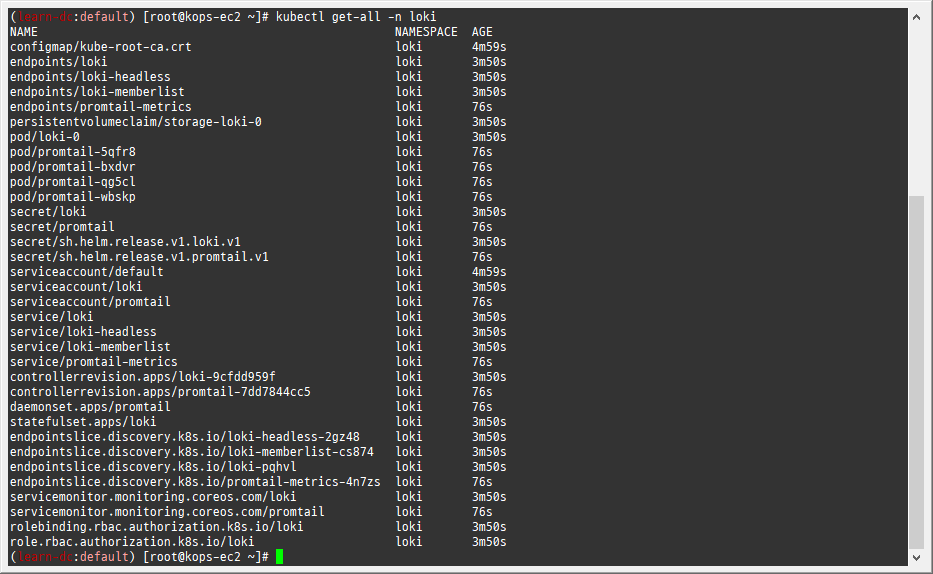 (learn-dt:default) [root@kops-ec2 ~]# kubectl get-all -n loki
NAME NAMESPACE AGE
configmap/kube-root-ca.crt loki 4m59s
endpoints/loki loki 3m50s
endpoints/loki-headless loki 3m50s
endpoints/loki-memberlist loki 3m50s
endpoints/promtail-metrics loki 76s
persistentvolumeclaim/storage-loki-0 loki 3m50s
pod/loki-0 loki 3m50s
pod/promtail-5qfr8 loki 76s
pod/promtail-bxdvr loki 76s
pod/promtail-qg5cl loki 76s
pod/promtail-wbskp loki 76s
secret/loki loki 3m50s
secret/promtail loki 76s
secret/sh.helm.release.v1.loki.v1 loki 3m50s
secret/sh.helm.release.v1.promtail.v1 loki 76s
serviceaccount/default loki 4m59s
serviceaccount/loki loki 3m50s
serviceaccount/promtail loki 76s
service/loki loki 3m50s
service/loki-headless loki 3m50s
service/loki-memberlist loki 3m50s
service/promtail-metrics loki 76s
controllerrevision.apps/loki-9cfdd959f loki 3m50s
controllerrevision.apps/promtail-7dd7844cc5 loki 76s
daemonset.apps/promtail loki 76s
statefulset.apps/loki loki 3m50s
endpointslice.discovery.k8s.io/loki-headless-2gz48 loki 3m50s
endpointslice.discovery.k8s.io/loki-memberlist-cs874 loki 3m50s
endpointslice.discovery.k8s.io/loki-pqhvl loki 3m50s
endpointslice.discovery.k8s.io/promtail-metrics-4n7zs loki 76s
servicemonitor.monitoring.coreos.com/loki loki 3m50s
servicemonitor.monitoring.coreos.com/promtail loki 76s
rolebinding.rbac.authorization.k8s.io/loki loki 3m50s
role.rbac.authorization.k8s.io/loki loki 3m50s
(learn-dt:default) [root@kops-ec2 ~]#